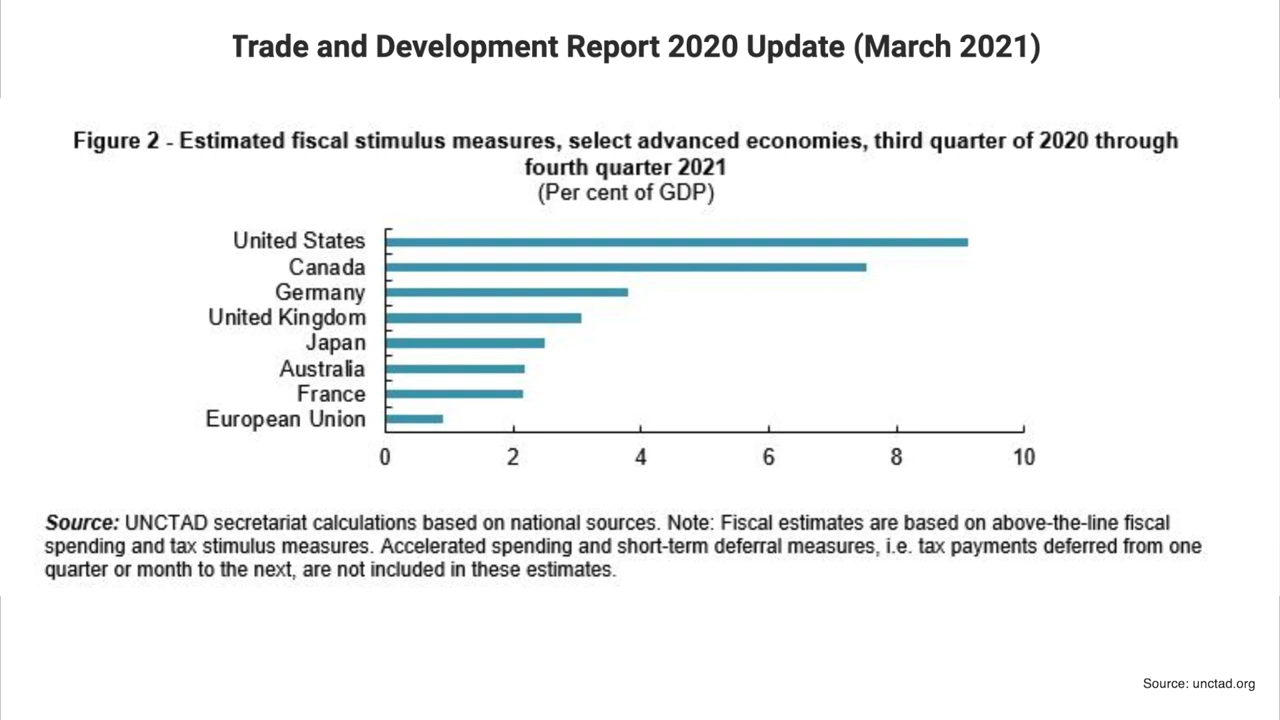 Trade and Development Report 2020 Update (March 2021)
Figure 2 - Estimated fiscal stimulus measures, select advanced economies, third quarter of 2020 through
fourth quarter 2021
(Per cent of GDP)
United States
Canada
Germany
United Kingdom
Japan
Australia
France
European Union
0 2 4 6 8 10
Source: UNCTAD secretariat calculations based on national sources. Note: Fiscal estimates are based on above-the-line fiscal
spending and tax stimulus measures. Accelerated spending and short-term deferral measures, i.e. tax payments deferred from one
quarter or month to the next, are not included in these estimates.
Source: unctad.org